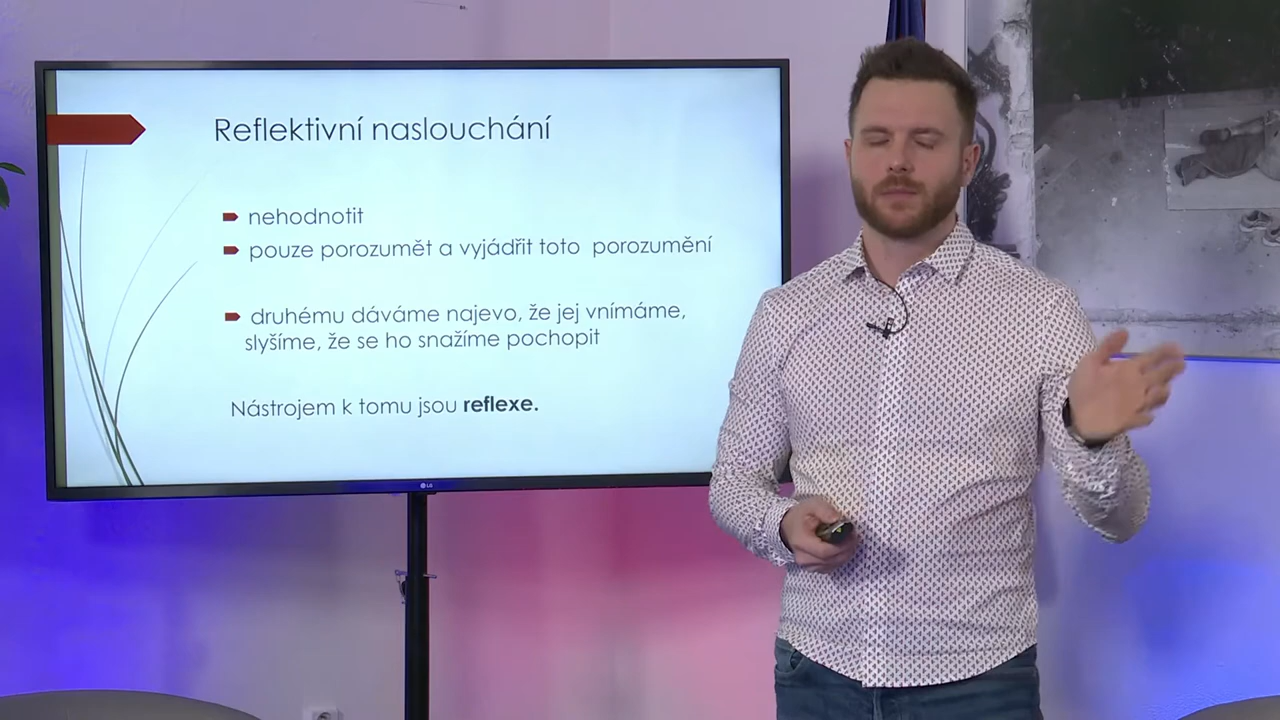 Reflektivní naslouchání
nehodnotit
pouze porozumět a vyjádřit toto porozumění
druhému dáváme najevo, že jej vnímáme,
slyšíme, že se ho snažíme pochopit
Nástrojem k tomu jsou reflexe.
LG